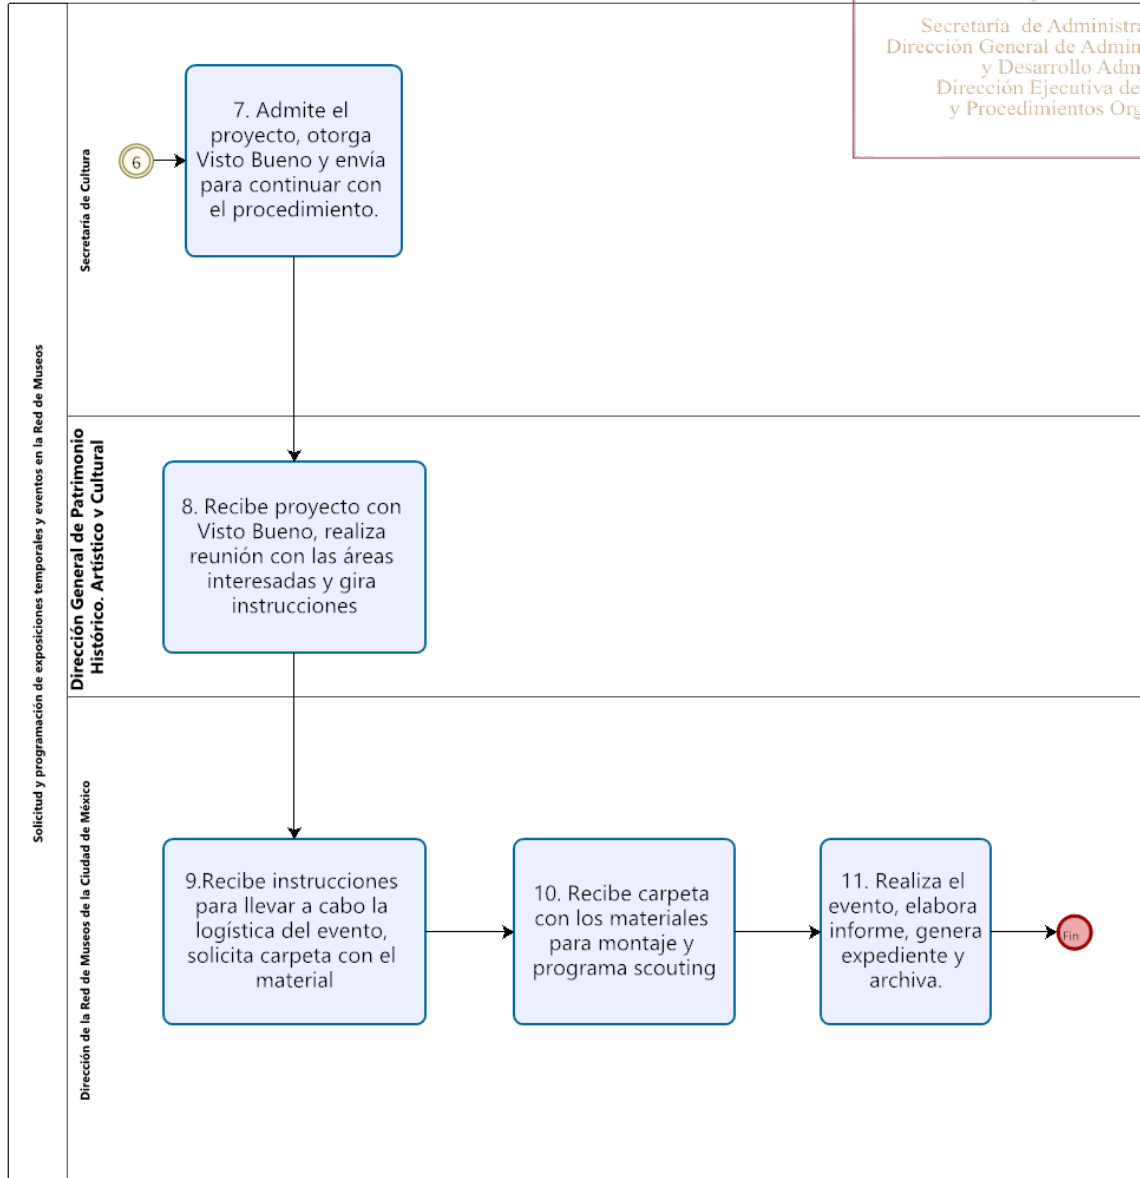 Secretaría de Administra
Dirección General de Admin
y Desarrollo Adm
Dirección Ejecutiva de
y Procedimientos Org
Solicitud y programación de exposiciones temporales y eventos en la Red de Museos
Secretaría de Cultura
6
7. Admite el
proyecto, otorga
Visto Bueno y envía
para continuar con
el procedimiento.
Dirección General de Patrimonio
Histórico. Artístico v Cultural
8. Recibe proyecto con
Visto Bueno, realiza
reunión con las áreas
interesadas y gira
instrucciones
Dirección de la Red de Museos de la Ciudad de México
9.Recibe instrucciones
para llevar a cabo la
logística del evento,
solicita carpeta con el
material
10. Recibe carpeta
con los materiales
para montaje y
programa scouting
11. Realiza el
evento, elabora
informe, genera
expediente y
archiva.
Fin